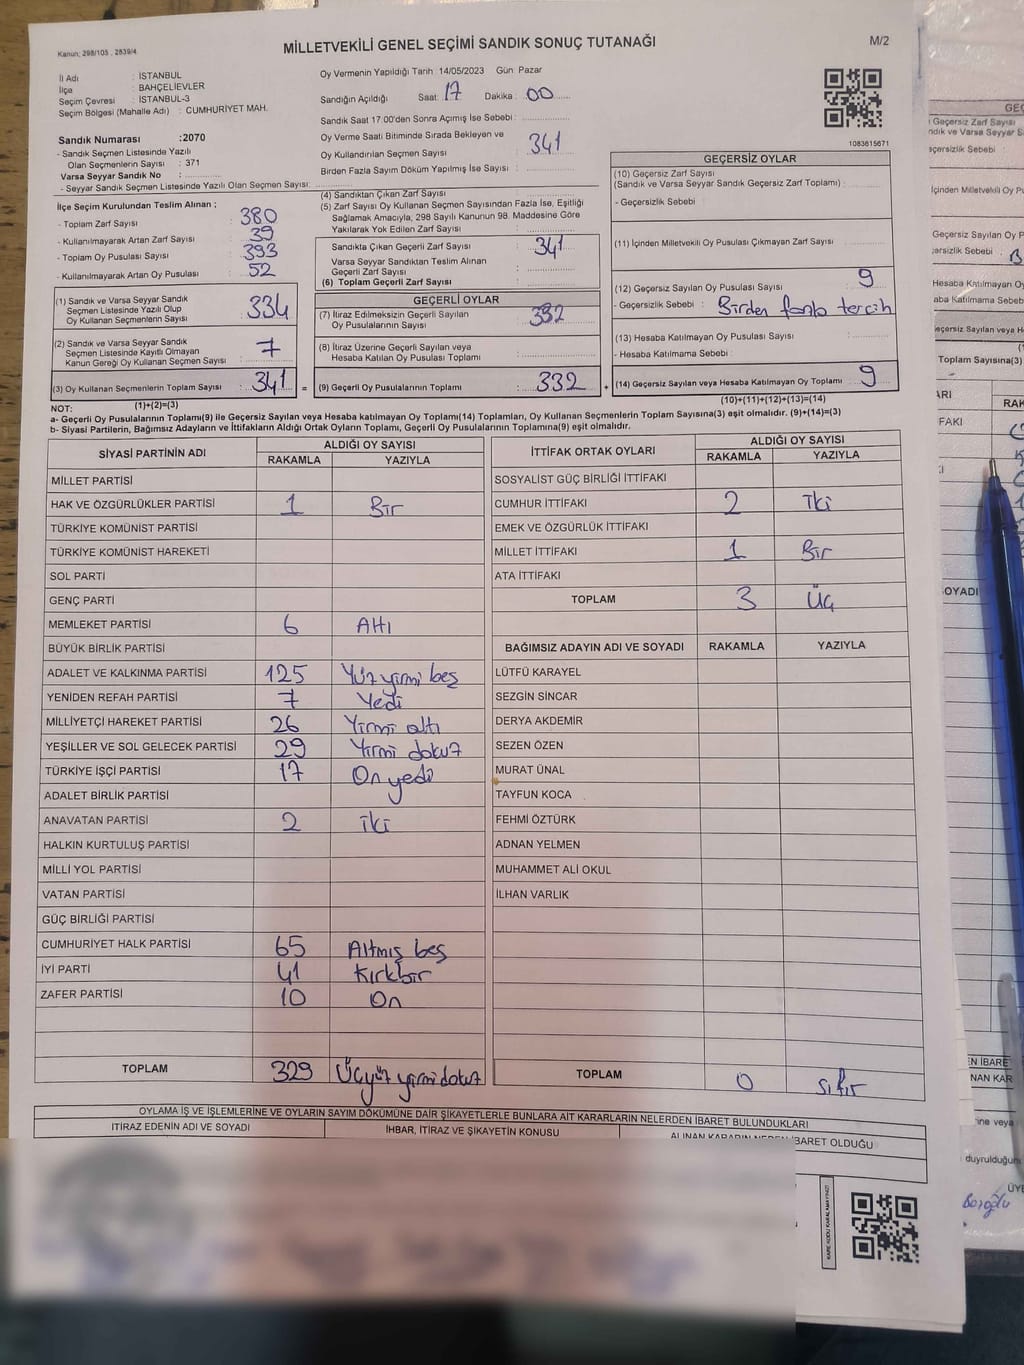 Kanun: 298/105 , 2839/4
MİLLETVEKİLİ GENEL SEÇİMİ SANDIK SONUÇ TUTANAĞI
M/2
İl Adı : İSTANBUL
İlçe : BAHÇELİEVLER
Seçim Çevresi : İSTANBUL-3
Seçim Bölgesi (Mahalle Adı) : CUMHURİYET MAH.
Sandık Numarası :2070
- Sandık Seçmen Listesinde Yazılı
Olan Seçmenlerin Sayısı : 371
Varsa Seyyar Sandık No
- Seyyar Sandık Seçmen Listesinde Yazılı Olan Seçmen Sayısı:
Oy Vermenin Yapıldığı Tarih :14/05/2023 Gün: Pazar
Sandığın Açıldığı Saat: 17 Dakika : 00
Sandık Saat 17.00'den Sonra Açımış İse Sebebi :
Oy Verme Saati Bitiminde Sırada Bekleyen ve
Oy Kullandırılan Seçmen Sayısı : 341
Birden Fazla Sayım Döküm Yapılmış İse Sayısı :
1083615671
İlçe Seçim Kurulundan Teslim Alınan ;
- Toplam Zarf Sayısı : 380
- Kullanılmayarak Artan Zarf Sayısı : 39
- Toplam Oy Pusulası Sayısı : 393
- Kullanılmayarak Artan Oy Pusulası : 52
(1) Sandık ve Varsa Seyyar Sandık
Seçmen Listesinde Yazılı Olup
Oy Kullanan Seçmenlerin Sayısı : 334
(2) Sandık ve Varsa Seyyar Sandık
Seçmen Listesinde Kayıtlı Olmayan
Kanun Gereği Oy Kullanan Seçmen Sayısı : 7
(3) Oy Kullanan Seçmenlerin Toplam Sayısı : 341 =
(1)+(2)=(3)
(4) Sandıktan Çıkan Zarf Sayısı :
(5) Zarf Sayısı Oy Kullanan Seçmen Sayısından Fazla İse, Eşitliği
Sağlamak Amacıyla, 298 Sayılı Kanunun 98. Maddesine Göre
Yakılarak Yok Edilen Zarf Sayısı :
Sandıkta Çıkan Geçerli Zarf Sayısı : 341
Varsa Seyyar Sandıktan Teslim Alınan
Geçerli Zarf Sayısı :
(6) Toplam Geçerli Zarf Sayısı :
GEÇERLİ OYLAR
(7) İtiraz Edilmeksizin Geçerli Sayılan
Oy Pusulalarının Sayısı : 332
(8) İtiraz Üzerine Geçerli Sayılan veya
Hesaba Katılan Oy Pusulası Toplamı :
(9) Geçerli Oy Pusulalarının Toplamı : 332 +
GEÇERSİZ OYLAR
(10) Geçersiz Zarf Sayısı
(Sandık ve Varsa Seyyar Sandık Geçersiz Zarf Toplamı) :
- Geçersizlik Sebebi :
(11) İçinden Milletvekili Oy Pusulası Çıkmayan Zarf Sayısı :
(12) Geçersiz Sayılan Oy Pusulası Sayısı : 9
- Geçersizlik Sebebi : Birden fazla tercih
(13) Hesaba Katılmayan Oy Pusulası Sayısı :
- Hesaba Katılmama Sebebi :
(14) Geçersiz Sayılan veya Hesaba Katılmayan Oy Toplamı : 9
(10)+(11)+(12)+(13)=(14)
NOT:
a- Geçerli Oy Pusulalarının Toplamı(9) ile Geçersiz Sayılan veya Hesaba katılmayan Oy Toplamı(14) Toplamları, Oy Kullanan Seçmenlerin Toplam Sayısına(3) eşit olmalıdır. (9)+(14)=(3)
b- Siyasi Partilerin, Bağımsız Adayların ve İttifakların Aldığı Ortak Oyların Toplamı, Geçerli Oy Pusulalarının Toplamına(9) eşit olmalıdır.
SİYASİ PARTİNİN ADI
ALDIĞI OY SAYISI
RAKAMLA YAZIYLA
MİLLET PARTİSİ
HAK VE ÖZGÜRLÜKLER PARTİSİ 1 Bir
TÜRKİYE KOMÜNİST PARTİSİ
TÜRKİYE KOMÜNİST HAREKETİ
SOL PARTİ
GENÇ PARTİ
MEMLEKET PARTİSİ 6 Altı
BÜYÜK BİRLİK PARTİSİ
ADALET VE KALKINMA PARTİSİ 125 Yüz yirmi beş
YENİDEN REFAH PARTİSİ 7 Yedi
MİLLİYETÇİ HAREKET PARTİSİ 26 Yirmi altı
YEŞİLLER VE SOL GELECEK PARTİSİ 29 Yirmi dokuz
TÜRKİYE İŞÇİ PARTİSİ 17 On yedi
ADALET BİRLİK PARTİSİ
ANAVATAN PARTİSİ 2 iki
HALKIN KURTULUŞ PARTİSİ
MİLLİ YOL PARTİSİ
VATAN PARTİSİ
GÜÇ BİRLİĞİ PARTİSİ
CUMHURİYET HALK PARTİSİ 65 Altmış beş
İYİ PARTİ 41 Kırkbir
ZAFER PARTİSİ 10 On
TOPLAM 329 Üçyüz yirmi dokuz
İTTİFAK ORTAK OYLARI
ALDIĞI OY SAYISI
RAKAMLA YAZIYLA
SOSYALİST GÜÇ BİRLİĞİ İTTİFAKI
CUMHUR İTTİFAKI 2 iki
EMEK VE ÖZGÜRLÜK İTTİFAKI
MİLLET İTTİFAKI 1 Bir
ATA İTTİFAKI
TOPLAM 3 Üç
BAĞIMSIZ ADAYIN ADI VE SOYADI RAKAMLA YAZIYLA
LÜTFÜ KARAYEL
SEZGİN SİNCAR
DERYA AKDEMİR
SEZEN ÖZEN
MURAT ÜNAL
TAYFUN KOCA
FEHMİ ÖZTÜRK
ADNAN YELMEN
MUHAMMET ALİ OKUL
İLHAN VARLIK
TOPLAM 0 sıfır
OYLAMA İŞ VE İŞLEMLERİNE VE OYLARIN SAYIM DÖKÜMÜNE DAİR ŞİKAYETLERLE BUNLARA AİT KARARLARIN NELERDEN İBARET BULUNDUKLARI
İTİRAZ EDENİN ADI VE SOYADI
İHBAR, İTİRAZ VE ŞİKAYETİN KONUSU
ALINAN KARARIN NEDEN İBARET OLDUĞU
Geçersiz Zarf Sayısı
Geçersiz Sayılan Oy
Toplam Sayısına(3)